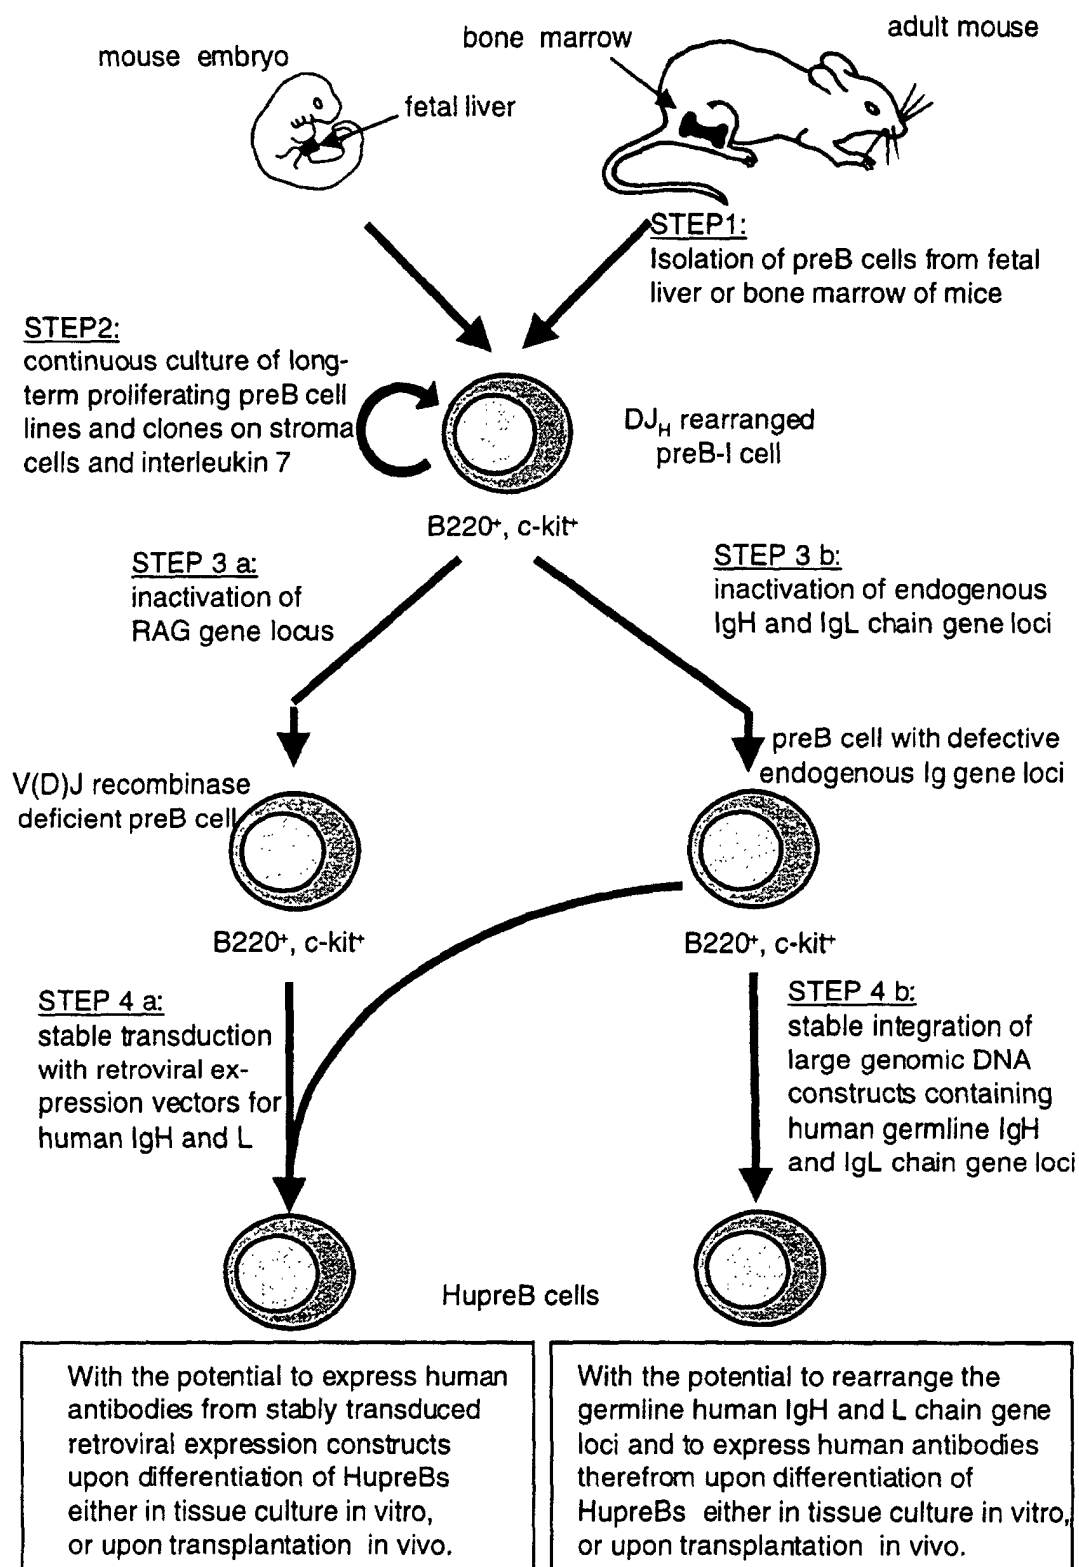 mouse embryo
bone marrow
adult mouse
fetal liver
STEP1:
Isolation of preB cells from fetal
liver or bone marrow of mice
STEP2:
continuous culture of long-
term proliferating preB cell
lines and clones on stroma
cells and interleukin 7
DJH rearranged
preB-I cell
B220+, c-kit+
STEP 3 a:
inactivation of
RAG gene locus
STEP 3 b:
inactivation of endogenous
IgH and IgL chain gene loci
V(D)J recombinase
deficient preB cell
preB cell with defective
endogenous Ig gene loci
B220+, c-kit+
B220+, c-kit+
STEP 4 a:
stable transduction
with retroviral ex-
pression vectors for
human IgH and L
STEP 4 b:
stable integration of
large genomic DNA
constructs containing
human germline IgH
and IgL chain gene loci
HupreB cells
With the potential to express human
antibodies from stably transduced
retroviral expression constructs
upon differentiation of HupreBs
either in tissue culture in vitro,
or upon transplantation in vivo.
With the potential to rearrange the
germline human IgH and L chain gene
loci and to express human antibodies
therefrom upon differentiation of
HupreBs either in tissue culture in vitro,
or upon transplantation in vivo.